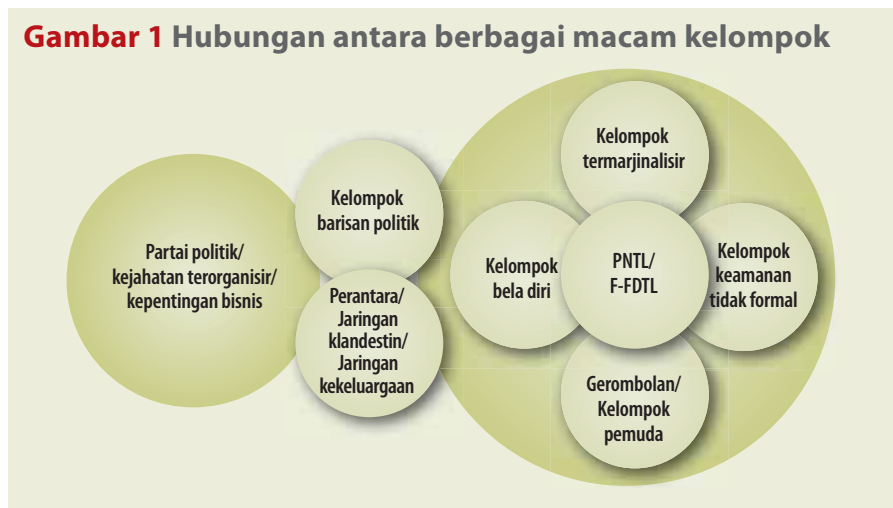 Gambar 1 Hubungan antara berbagai macam kelompok
Partai politik/
kejahatan terorganisir/
kepentingan bisnis
Kelompok
barisan politik
Perantara/
Jaringan
klandestin/
Jaringan
kekeluargaan
Kelompok
termarjinalisir
Kelompok
bela diri
PNTL/
F-FDTL
Kelompok
keamanan
tidak formal
Gerombolan/
Kelompok
pemuda